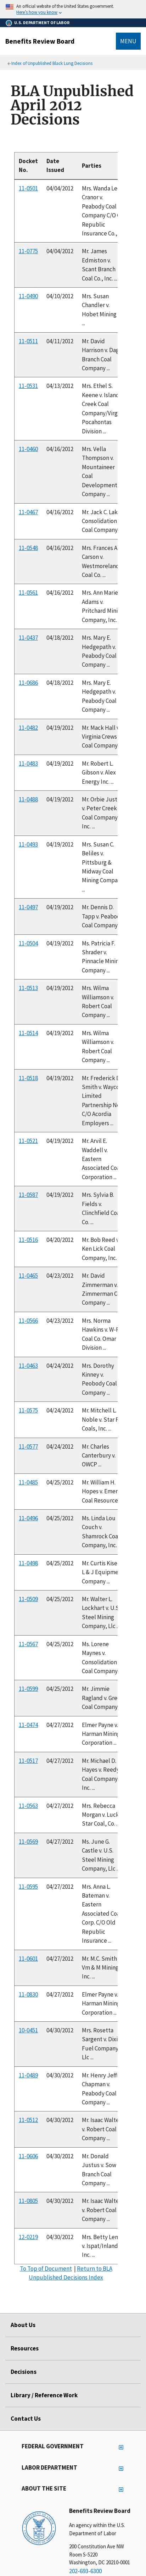 An official website of the United States government.
Here's how you know
U.S. DEPARTMENT OF LABOR
Benefits Review Board
MENU
« Index of Unpublished Black Lung Decisions
BLA Unpublished
April 2012
Decisions
Docket No. Date Issued Parties
11-0501 04/04/2012 Mrs. Wanda Le
Cranor v.
Peabody Coal
Company C/O
Republic
Insurance Co.,
11-0775 04/04/2012 Mr. James
Edmiston v.
Scant Branch
Coal Co., Inc. ...
11-0490 04/10/2012 Mrs. Susan
Chandler v.
Hobet Mining
...
11-0511 04/11/2012 Mr. David
Harrison v. Dag
Branch Coal
Company ...
11-0531 04/13/2012 Mrs. Ethel S.
Keene v. Island
Creek Coal
Company/Virg
Pocahontas
Division ...
11-0460 04/16/2012 Mrs. Vella
Thompson v.
Mountaineer
Coal
Development
Company ...
11-0467 04/16/2012 Mr. Jack C. Lak
Consolidation
Coal Company
11-0546 04/16/2012 Mrs. Frances A
Carson v.
Westmoreland
Coal Co. ...
11-0561 04/16/2012 Mrs. Ann Marie
Adams v.
Pritchard Mini
Company, Inc.
11-0437 04/18/2012 Mrs. Mary E.
Hedgepath v.
Peabody Coal
Company ...
11-0686 04/18/2012 Mrs. Mary E.
Hedgepath v.
Peabody Coal
Company ...
11-0482 04/19/2012 Mr. Mack Hall v
Virginia Crews
Coal Company
11-0483 04/19/2012 Mr. Robert L.
Gibson v. Alex
Energy Inc. ...
11-0488 04/19/2012 Mr. Orbie Just
v. Peter Creek
Coal Company
Inc. ...
11-0493 04/19/2012 Mrs. Susan C.
Beliles v.
Pittsburg &
Midway Coal
Mining Compa
...
11-0497 04/19/2012 Mr. Dennis D.
Tapp v. Peabod
Coal Company
11-0504 04/19/2012 Ms. Patricia F.
Shrader v.
Pinnacle Minin
Company ...
11-0513 04/19/2012 Mrs. Wilma
Williamson v.
Robert Coal
Company ...
11-0514 04/19/2012 Mrs. Wilma
Williamson v.
Robert Coal
Company ...
11-0518 04/19/2012 Mr. Frederick L
Smith v. Wayco
Limited
Partnership No
C/O Acordia
Employers ...
11-0521 04/19/2012 Mr. Arvil E.
Waddell v.
Eastern
Associated Coa
Corporation ...
11-0587 04/19/2012 Mrs. Sylvia B.
Fields v.
Clinchfield Coa
Co. ...
11-0516 04/20/2012 Mr. Bob Reed v
Ken Lick Coal
Company, Inc.
11-0465 04/23/2012 Mr. David
Zimmerman v.
Zimmerman C
Company ...
11-0566 04/23/2012 Mrs. Norma
Hawkins v. W-P
Coal Co. Omar
Division ...
11-0463 04/24/2012 Mrs. Dorothy
Kinney v.
Peobody Coal
Company ...
11-0575 04/24/2012 Mr. Mitchell L.
Noble v. Star F
Coals, Inc. ...
11-0577 04/24/2012 Mr. Charles
Canterbury v.
OWCP ...
11-0485 04/25/2012 Mr. William H.
Hopes v. Emer
Coal Resource
11-0496 04/25/2012 Ms. Linda Lou
Couch v.
Shamrock Coa
Company, Inc.
11-0498 04/25/2012 Mr. Curtis Kise
L & J Equipme
Company ...
11-0509 04/25/2012 Mr. Walter L.
Lockhart v. U.S
Steel Mining
Company, Llc .
11-0567 04/25/2012 Ms. Lorene
Maynes v.
Consolidation
Coal Company
11-0599 04/25/2012 Mr. Jimmie
Ragland v. Gre
Coal Company
11-0474 04/27/2012 Elmer Payne v.
Harman Mining
Corporation ...
11-0517 04/27/2012 Mr. Michael D.
Hayes v. Reedy
Coal Company
Inc. ...
11-0563 04/27/2012 Mrs. Rebecca
Morgan v. Luck
Star Coal, Co. .
11-0569 04/27/2012 Ms. June G.
Castle v. U.S.
Steel Mining
Company, Llc .
11-0595 04/27/2012 Mrs. Anna L.
Bateman v.
Eastern
Associated Coa
Corp. C/O Old
Republic
Insurance ...
11-0601 04/27/2012 Mr. M.C. Smith
Vm & M Mining
Inc. ...
11-0830 04/27/2012 Elmer Payne v.
Harman Mining
Corporation ...
10-0451 04/30/2012 Mrs. Rosetta
Sargent v. Dixi
Fuel Company
Llc ...
11-0489 04/30/2012 Mr. Henry Jeff
Chapman v.
Peabody Coal
Company ...
11-0512 04/30/2012 Mr. Isaac Walte
v. Robert Coal
Company ...
11-0606 04/30/2012 Mr. Donald
Justus v. Sow
Branch Coal
Company ...
11-0805 04/30/2012 Mr. Isaac Walte
v. Robert Coal
Company ...
12-0219 04/30/2012 Mrs. Betty Len
v. Ispat/Inland
Inc. ...
To Top of Document | Return to BLA
Unpublished Decisions Index
About Us
Resources
Decisions
Library / Reference Work
Contact Us
FEDERAL GOVERNMENT
LABOR DEPARTMENT
ABOUT THE SITE
Benefits Review Board
An agency within the U.S.
Department of Labor
200 Constitution Ave NW
Room S-5220
Washington, DC 20210-0001
202-693-6300